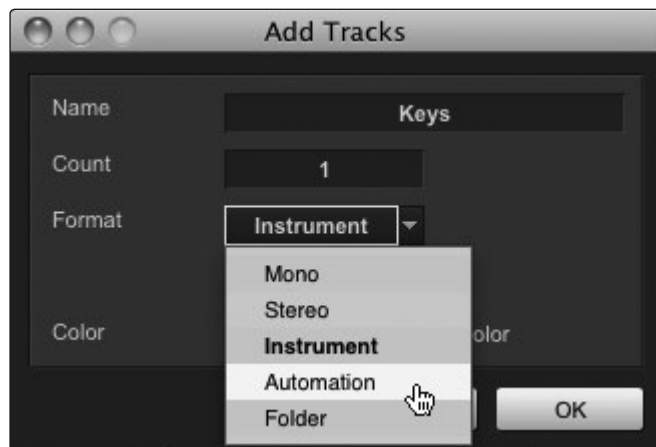 Add Tracks
Name
Keys
Count
1
Format
Instrument
Mono
Stereo
Instrument
Color
olor
Automation
Folder
OK